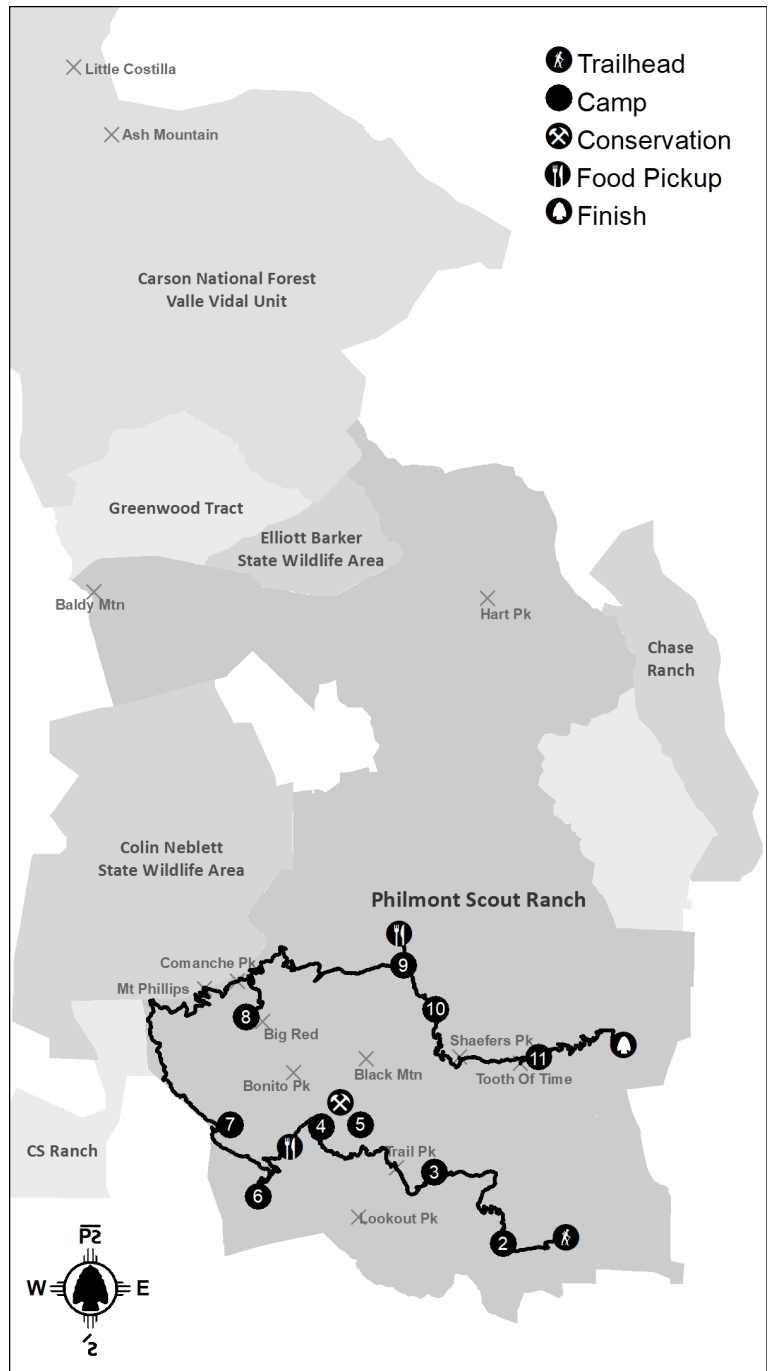 Little Costilla
Ash Mountain
Trailhead
Camp
Conservation
Food Pickup
Finish
Carson National Forest
Valle Vidal Unit
Greenwood Tract
Elliott Barker
State Wildlife Area
Baldy Mtn
Hart Pk
Chase
Ranch
Colin Neblett
State Wildlife Area
Philmont Scout Ranch
Comanche Pk
Mt Phillips
9
8
10
Big Red
Shaefers Pk
11
Tooth Of Time
Black Mtn
Bonito Pk
7
4
5
CS Ranch
Trail Pk
3
6
Lookout Pk
2
W
E